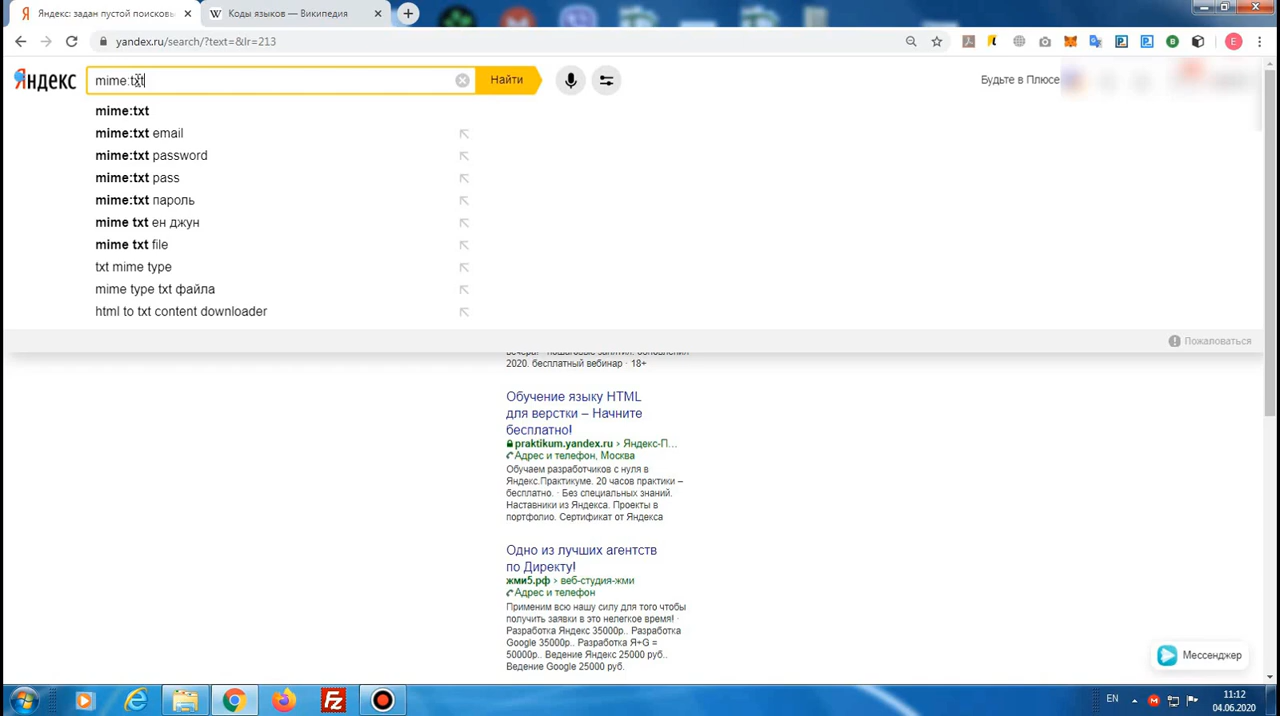 Яндекс: задан пустой поисковы
Коды языков — Википедия
yandex.ru/search/?text=&lr=213
E
Яндекс
mime:txt
Найти
Будьте в Плюсе
mime:txt
mime:txt email
mime:txt password
mime:txt pass
mime:txt пароль
mime txt ен джун
mime txt file
txt mime type
mime type txt файла
html to txt content downloader
Пожаловаться
2020. бесплатный вебинар · 18+
Обучение языку HTML
для верстки – Начните
бесплатно!
praktikum.yandex.ru › Яндекс-П...
Адрес и телефон, Москва
Обучаем разработчиков с нуля в
Яндекс.Практикуме. 20 часов практики –
бесплатно. · Без специальных знаний.
Наставники из Яндекса. Проекты в
портфолио. Сертификат от Яндекса
Одно из лучших агентств
по Директу!
жми5.рф › веб-студия-жми
Адрес и телефон
Применим всю нашу силу для того чтобы
получить заявки в это нелегкое время! ·
Разработка Яндекс 35000р.. Разработка
Google 35000р.. Разработка Я+G =
50000р.. Ведение Яндекс 25000 руб..
Ведение Google 25000 руб.
Мессенджер
EN
11:12
04.06.2020